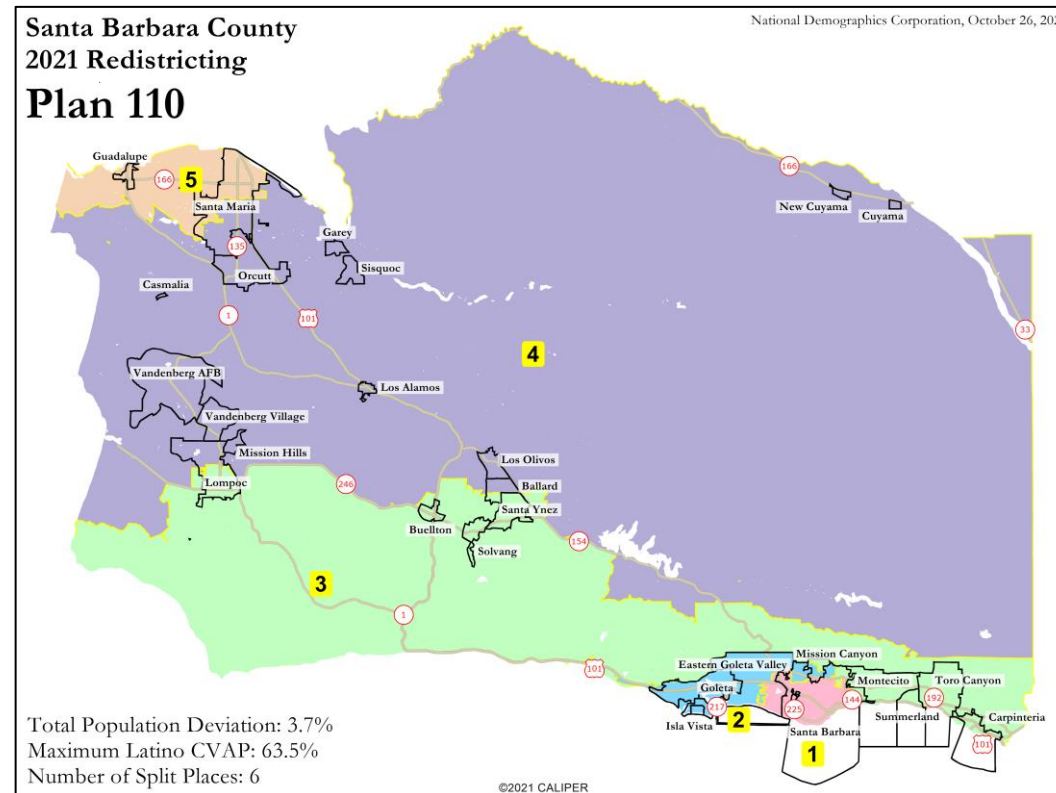 Santa Barbara County
2021 Redistricting
Plan 110
National Demographics Corporation, October 26, 202
Guadalupe
166
5
Santa Maria
166
New Cuyama
Cuyama
135
Garey
Sisquoc
Orcutt
Casmalia
1
101
33
4
Vandenberg AFB
Los Alamos
Vandenberg Village
Mission Hills
Los Olivos
Lompoc
246
Ballard
Santa Ynez
Buellton
Solvang
154
3
1
101
Mission Canyon
Eastern Goleta Valley
Montecito
Toro Canyon
Goleta
217
225
144
192
Isla Vista
2
Santa Barbara
Summerland
Carpinteria
101
1
Total Population Deviation: 3.7%
Maximum Latino CVAP: 63.5%
Number of Split Places: 6
©2021 CALIPER